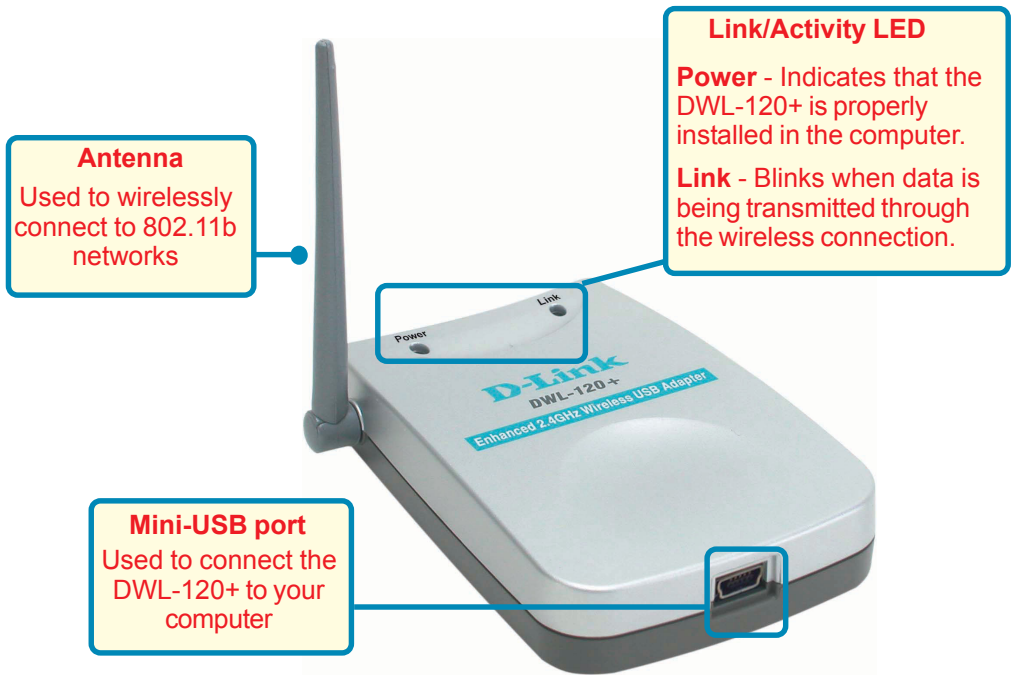 Link/Activity LED
Power - Indicates that the
DWL-120+ is properly
installed in the computer.
Link - Blinks when data is
being transmitted through
the wireless connection.
Antenna
Used to wirelessly
connect to 802.11b
networks
Link
Power
D-Link
DWL-120+
Enhanced 2.4GHz Wireless USB Adapter
Mini-USB port
Used to connect the
DWL-120+ to your
computer